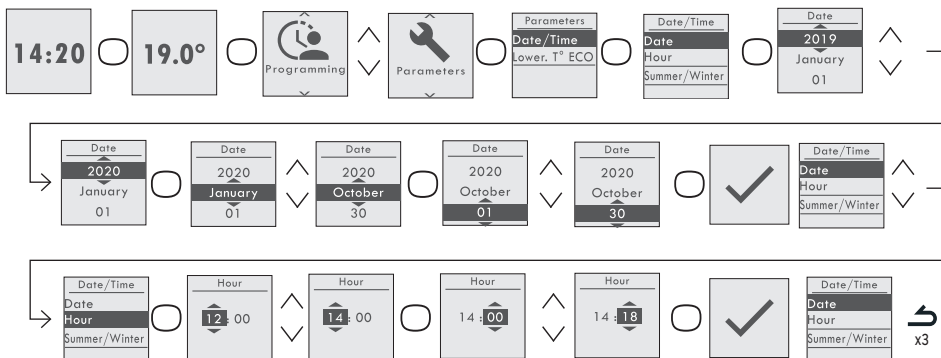 14:20
19.0°
Programming
Parameters
Parameters
Date/Time
Lower. T° ECO
Date/Time
Date
Hour
Summer/Winter
Date
2019
January
01
Date
2020
January
01
Date
2020
January
01
Date
2020
October
30
Date
2020
October
01
Date
2020
October
30
Date/Time
Date
Hour
Summer/Winter
Date/Time
Date
Hour
Summer/Winter
Hour
12:00
Hour
14:00
Hour
14:00
Hour
14:18
Date/Time
Date
Hour
Summer/Winter
x3